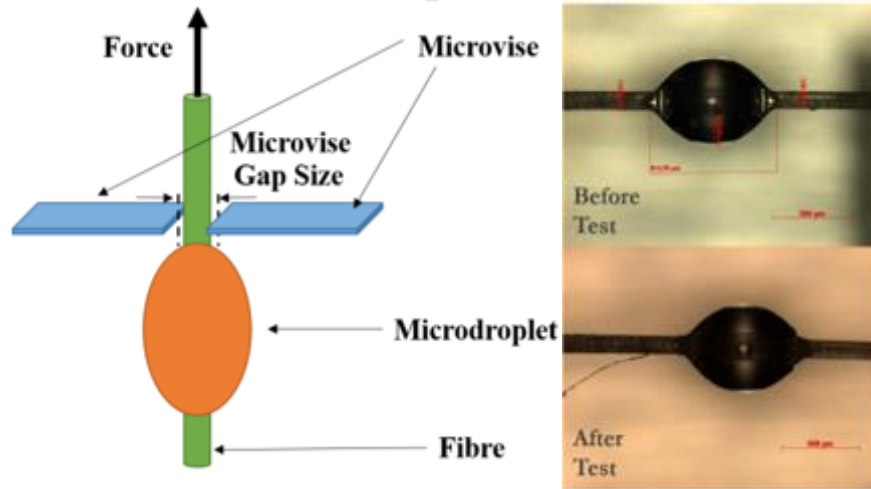 Force
Microvise
Microvise
Gap Size
Microdroplet
Fibre
Before
Test
After
Test